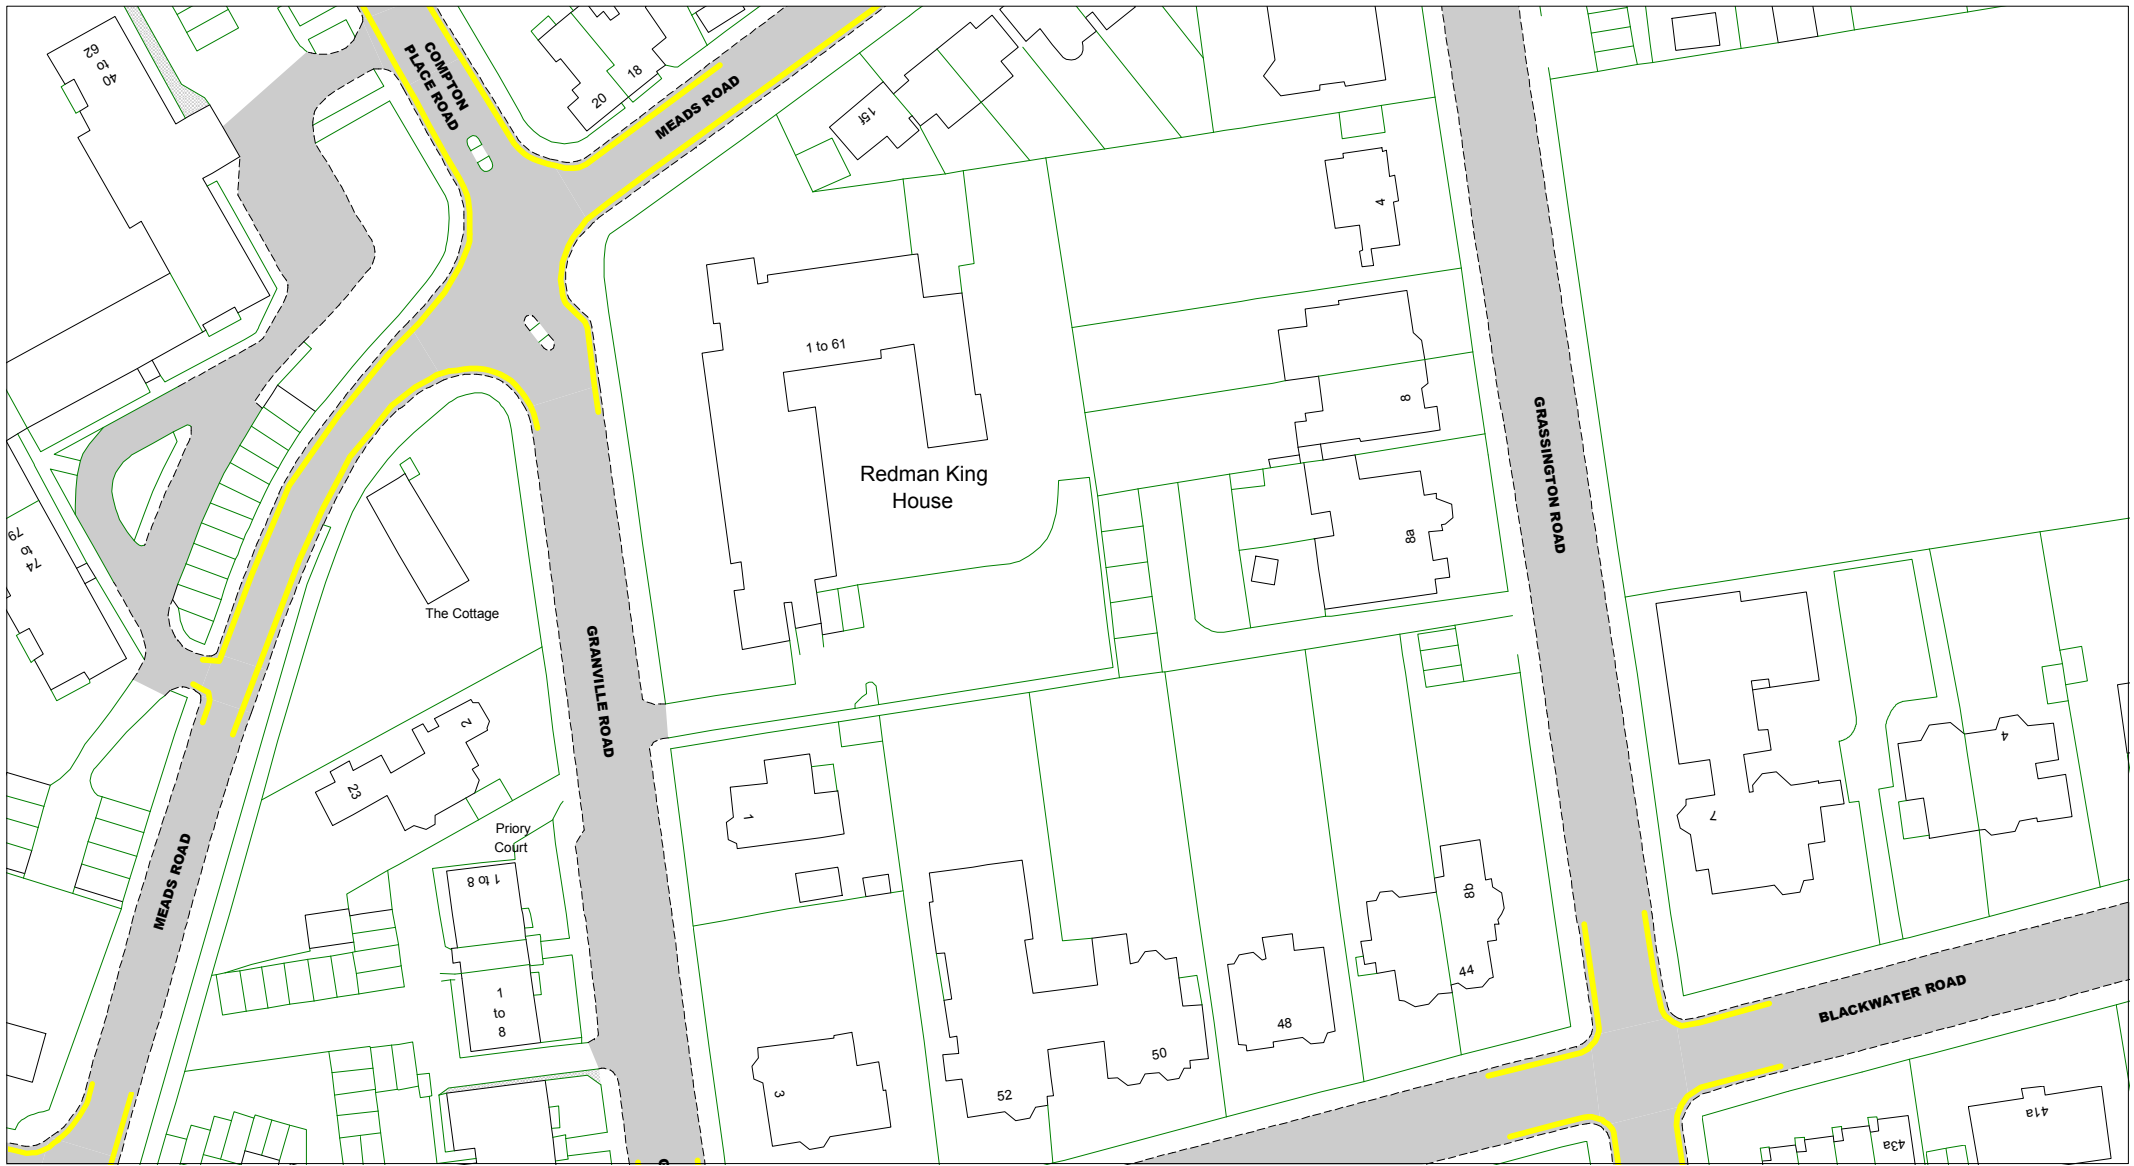 40
to
62
COMPTON
PLACE ROAD
18
20
MEADS ROAD
15f
4
1 to 61
8
Redman King
House
GRASSINGTON ROAD
8a
74
to
79
The Cottage
GRANVILLE ROAD
2
23
7
4
1
Priory
Court
1 to 8
MEADS ROAD
8b
44
1
to
8
48
BLACKWATER ROAD
50
52
3
41a
43a